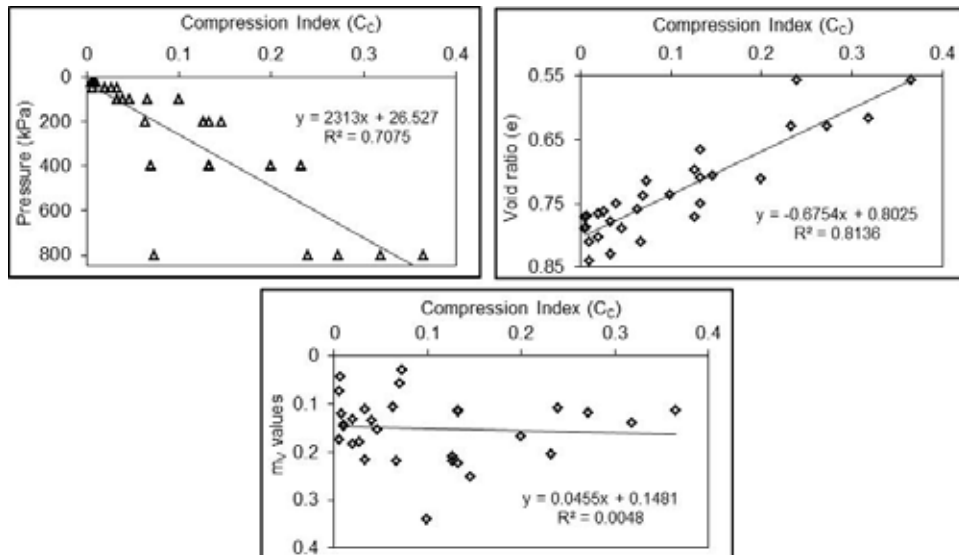 Compression Index (C_C)
0 0.1 0.2 0.3 0.4
Pressure (kPa)
0
200
400
600
800
y = 2313x + 26.527
R² = 0.7075
Compression Index (C_C)
0 0.1 0.2 0.3 0.4
Void ratio (e)
0.55
0.65
0.75
0.85
y = -0.6754x + 0.8025
R² = 0.8136
Compression Index (C_C)
0 0.1 0.2 0.3 0.4
m_V values
0
0.1
0.2
0.3
0.4
y = 0.0455x + 0.1481
R² = 0.0048